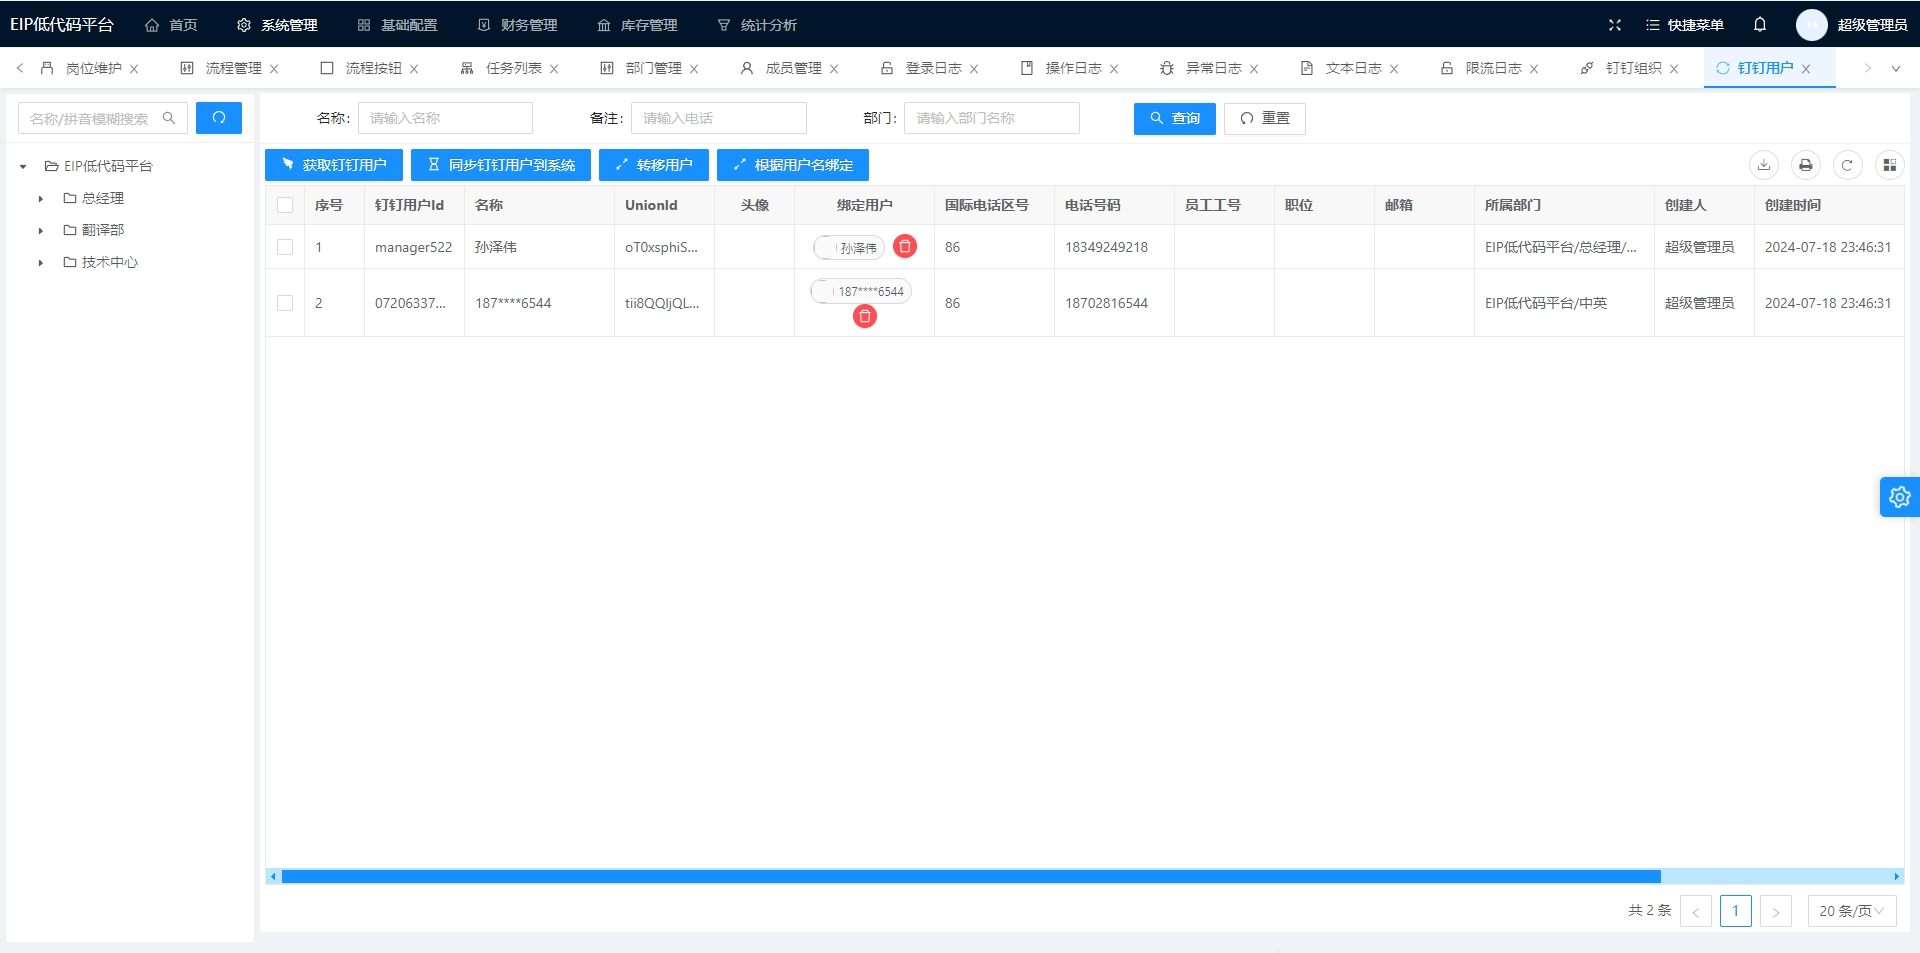 EIP低代码平台 首页 系统管理 基础配置 财务管理 库存管理 统计分析 快捷菜单 超级管理员
岗位维护 流程管理 流程按钮 任务列表 部门管理 成员管理 登录日志 操作日志 异常日志 文本日志 限流日志 钉钉组织 钉钉用户
名称/拼音模糊搜索 名称: 请输入名称 备注: 请输入电话 部门: 请输入部门名称 查询 重置
EIP低代码平台
总经理
翻译部
技术中心
获取钉钉用户 同步钉钉用户到系统 转移用户 根据用户名绑定
序号 钉钉用户Id 名称 UnionId 头像 绑定用户 国际电话区号 电话号码 员工工号 职位 邮箱 所属部门 创建人 创建时间
1 manager522 孙泽伟 oT0xsphiS... 孙泽伟 86 18349249218 EIP低代码平台/总经理/... 超级管理员 2024-07-18 23:46:31
2 07206337... 187****6544 tii8QQIjQL... 187****6544 86 18702816544 EIP低代码平台/中英 超级管理员 2024-07-18 23:46:31
共 2 条 1 20 条/页